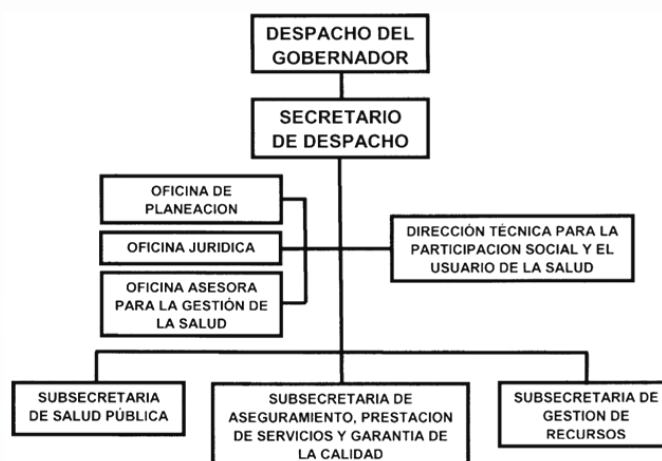 DESPACHO DEL
GOBERNADOR
SECRETARIO
DE DESPACHO
OFICINA DE
PLANEACION
OFICINA JURIDICA
OFICINA ASESORA
PARA LA GESTIÓN DE
LA SALUD
DIRECCIÓN TÉCNICA PARA LA
PARTICIPACION SOCIAL Y EL
USUARIO DE LA SALUD
SUBSECRETARIA
DE SALUD PÚBLICA
SUBSECRETARIA DE
ASEGURAMIENTO, PRESTACION
DE SERVICIOS Y GARANTIA DE
LA CALIDAD
SUBSECRETARIA DE
GESTION DE
RECURSOS